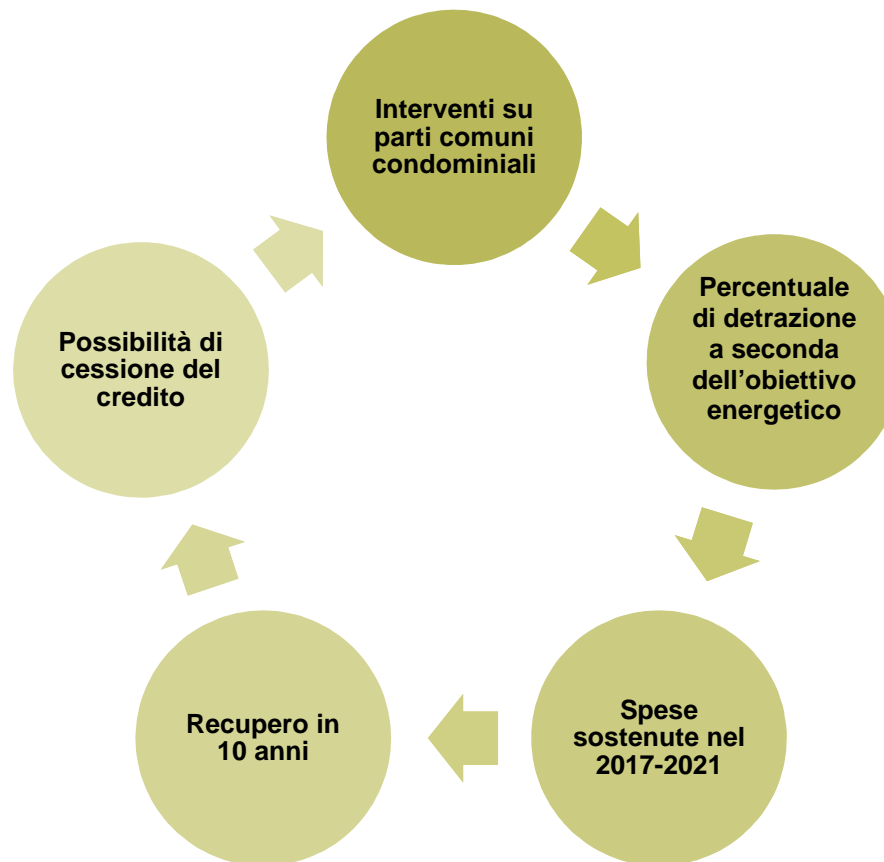 Interventi su
parti comuni
condominiali
Percentuale
di detrazione
a seconda
dell’obiettivo
energetico
Spese
sostenute nel
2017-2021
Recupero in
10 anni
Possibilità di
cessione del
credito